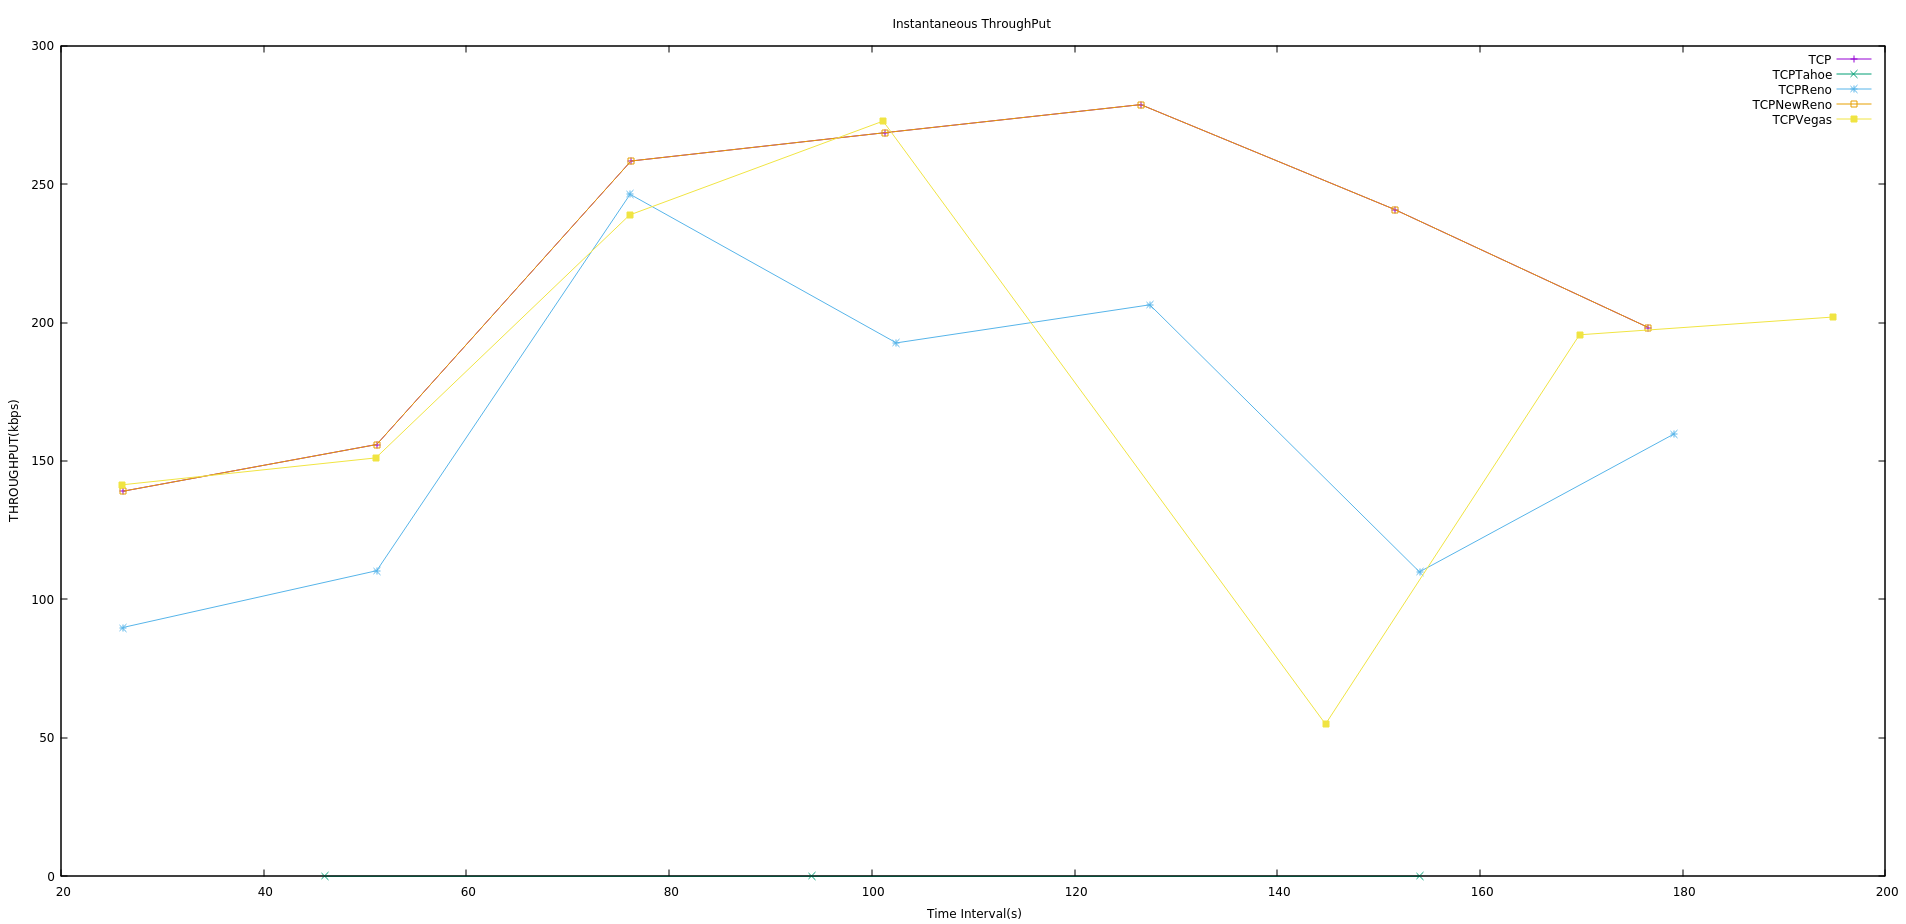 Instantaneous ThroughPut
300
250
200
150
100
50
0
THROUGHPUT(kbps)
TCP
TCPTahoe
TCPReno
TCPNewReno
TCPVegas
20 40 60 80 100 120 140 160 180 200
Time Interval(s)